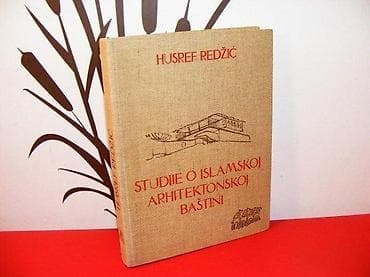 HUSREF REDŽIĆ
STUDIJE O ISLAMSKOJ
ARHITEKTONSKOJ
BAŠTINI